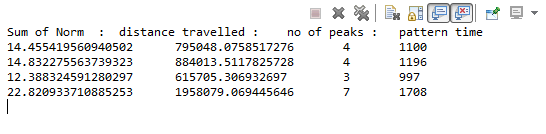 Sum of Norm : distance travelled : no of peaks : pattern time
14.455419560940502 795048.0758517276 4 1100
14.832275563739323 884013.5117825728 4 1196
12.388324591280297 615705.306932697 3 997
22.820933710885253 1958079.069445646 7 1708